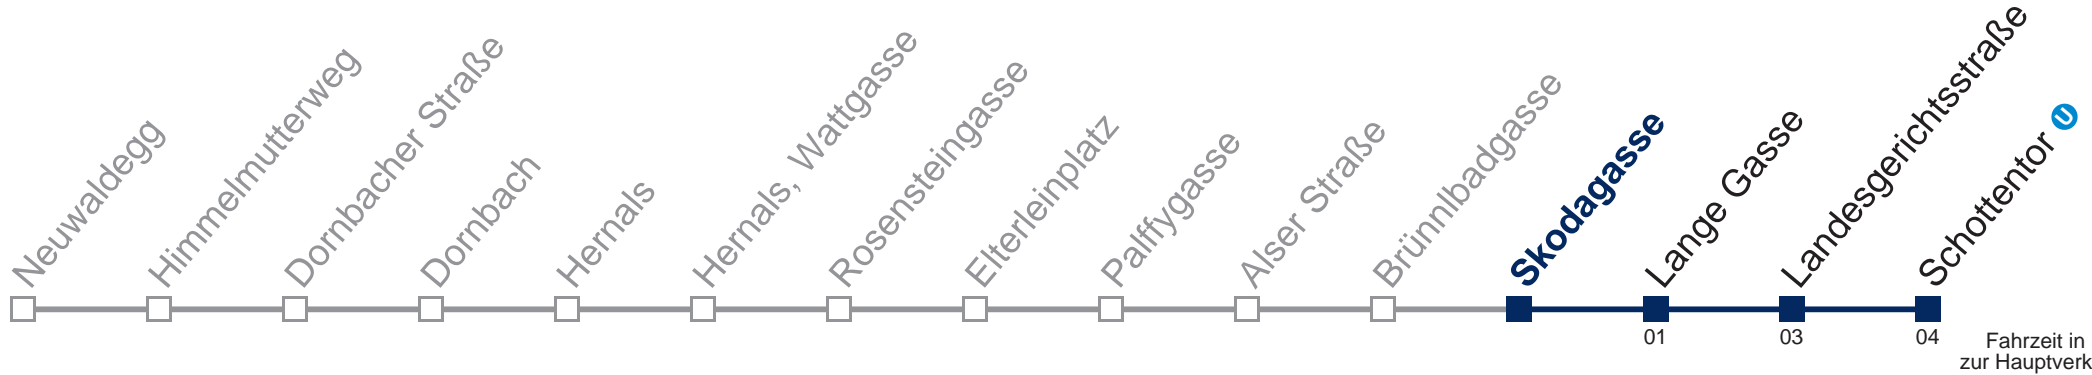 Neuwaldegg
Himmelmutterweg
Dornbacher Straße
Dornbach
Hernals
Hernals, Wattgasse
Rosensteingasse
Elterleinplatz
Palffygasse
Alser Straße
Brünnlbadgasse
Skodagasse
Lange Gasse
Landesgerichtsstraße
Schottentor U
01
03
04
Fahrzeit in
zur Hauptverk